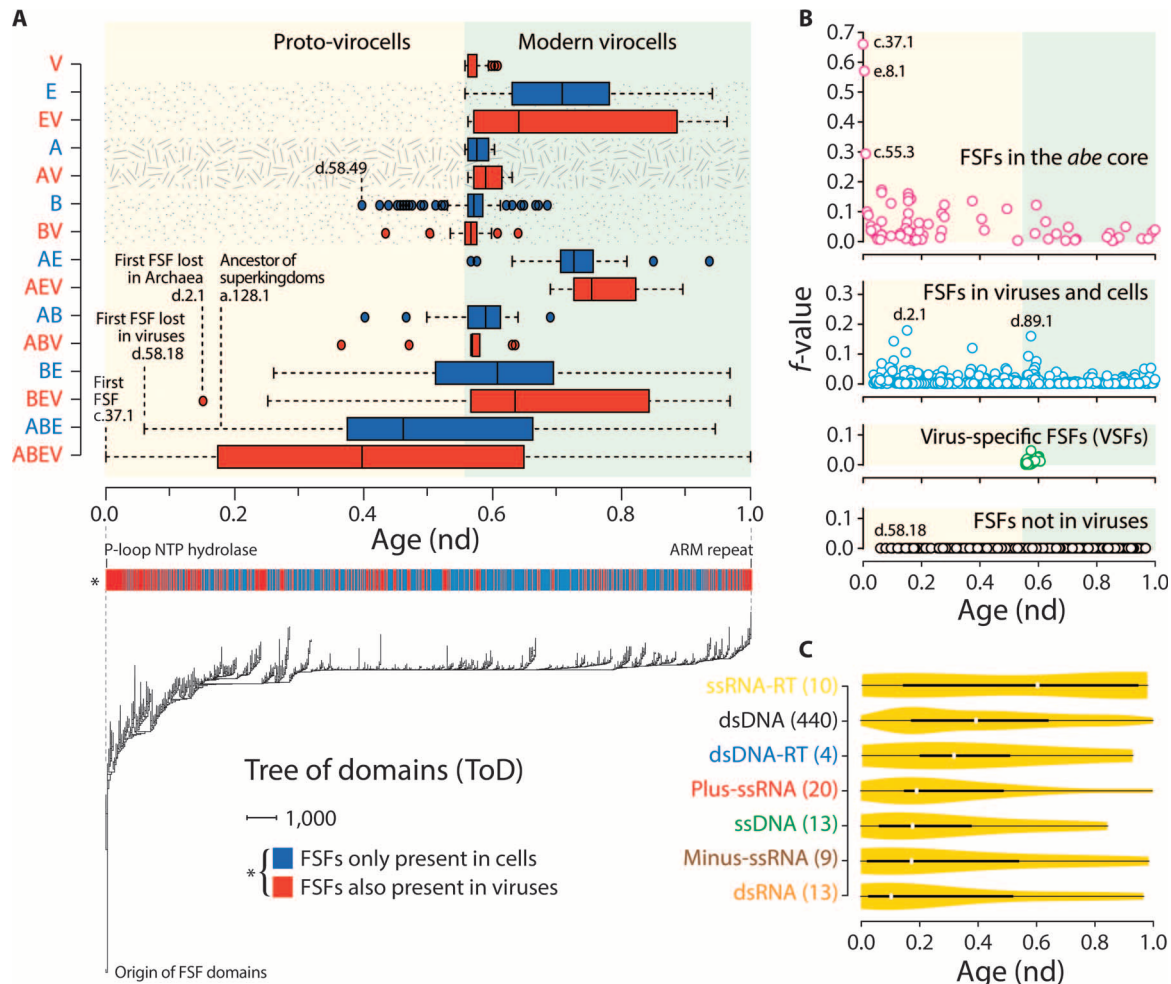 A
Proto-virocells
Modern virocells
V
E
EV
A
AV
d.58.49
B
BV
AE
First FSF lost
in Archaea
d.2.1
Ancestor of
superkingdoms
a.128.1
AEV
AB
First FSF lost
in viruses
d.58.18
ABV
BE
First
FSF
c.37.1
BEV
ABE
ABEV
0.0
0.2
0.4
0.6
0.8
1.0
Age (nd)
P-loop NTP hydrolase
ARM repeat
*
Tree of domains (ToD)
1,000
* { FSFs only present in cells
FSFs also present in viruses
Origin of FSF domains
B
f-value
0.7
0.6
0.5
0.4
0.3
0.2
0.1
0.0
c.37.1
e.8.1
c.55.3
FSFs in the abe core
0.3
0.2
0.1
0.0
FSFs in viruses and cells
d.2.1
d.89.1
0.1
0.0
Virus-specific FSFs (VSFs)
0.1
0.0
FSFs not in viruses
d.58.18
0.0 0.2 0.4 0.6 0.8 1.0
Age (nd)
C
ssRNA-RT (10)
dsDNA (440)
dsDNA-RT (4)
Plus-ssRNA (20)
ssDNA (13)
Minus-ssRNA (9)
dsRNA (13)
0.0 0.2 0.4 0.6 0.8 1.0
Age (nd)